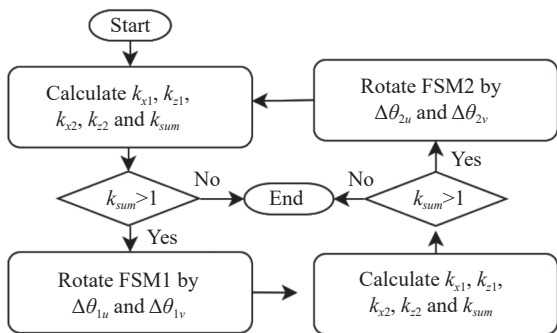 Start
Calculate kx1, kz1,
kx2, kz2 and ksum
ksum>1
No
Yes
Rotate FSM1 by
Δθ1u and Δθ1v
Calculate kx1, kz1,
kx2, kz2 and ksum
ksum>1
No
Yes
Rotate FSM2 by
Δθ2u and Δθ2v
End